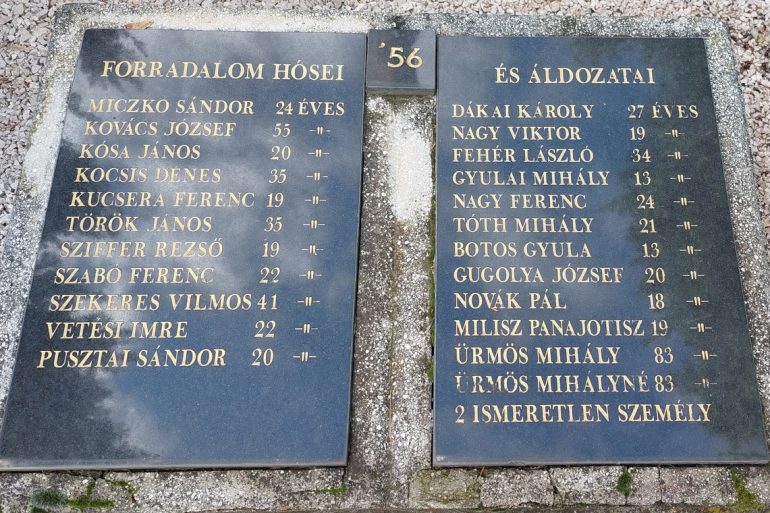 '56
FORRADALOM HŐSEI
MICZKO SÁNDOR 24 ÉVES
KOVÁCS JÓZSEF 55 -"-
KÓSA JÁNOS 20 -"-
KOCSIS DÉNES 35 -"-
KUCSERA FERENC 19 -"-
TÖRÖK JÁNOS 35 -"-
SZIFFER REZSŐ 19 -"-
SZABÓ FERENC 22 -"-
SZEKERES VILMOS 41 -"-
VETÉSI IMRE 22 -"-
PUSZTAI SÁNDOR 20 -"-
ÉS ÁLDOZATAI
DÁKAI KÁROLY 27 ÉVES
NAGY VIKTOR 19 -"-
FEHÉR LÁSZLÓ 34 -"-
GYULAI MIHÁLY 13 -"-
NAGY FERENC 24 -"-
TÓTH MIHÁLY 21 -"-
BOTOS GYULA 13 -"-
GUGOLYA JÓZSEF 20 -"-
NOVÁK PÁL 18 -"-
MILISZ PANAJOTISZ 19 -"-
ÜRMÖS MIHÁLY 83 -"-
ÜRMÖS MIHÁLYNÉ 83 -"-
2 ISMERETLEN SZEMÉLY